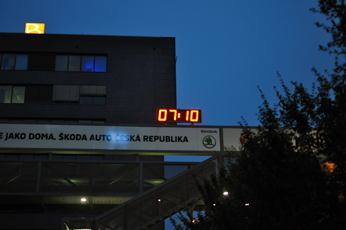 07:10
E JAKO DOMA. ŠKODA AUTO ČESKÁ REPUBLIKA